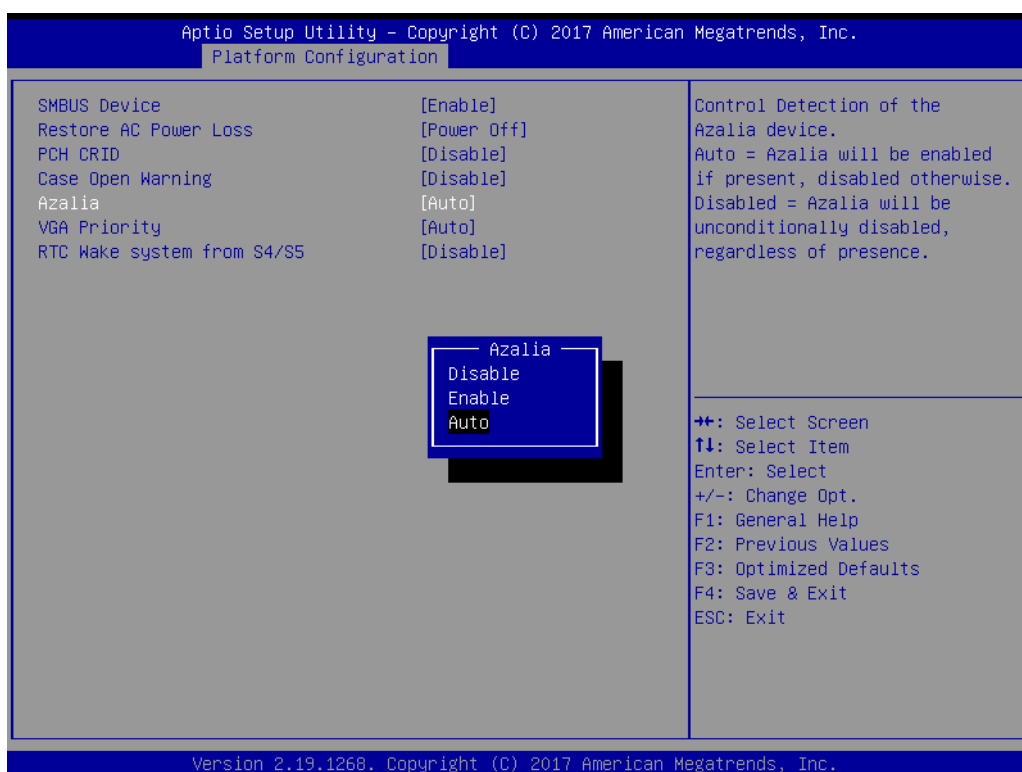 Aptio Setup Utility – Copyright (C) 2017 American Megatrends, Inc.
Platform Configuration
SMBUS Device [Enable]
Restore AC Power Loss [Power Off]
PCH CRID [Disable]
Case Open Warning [Disable]
Azalia [Auto]
VGA Priority [Auto]
RTC Wake system from S4/S5 [Disable]
Control Detection of the
Azalia device.
Auto = Azalia will be enabled
if present, disabled otherwise.
Disabled = Azalia will be
unconditionally disabled,
regardless of presence.
Azalia
Disable
Enable
Auto
→←: Select Screen
↑↓: Select Item
Enter: Select
+/-: Change Opt.
F1: General Help
F2: Previous Values
F3: Optimized Defaults
F4: Save & Exit
ESC: Exit
Version 2.19.1268. Copyright (C) 2017 American Megatrends, Inc.